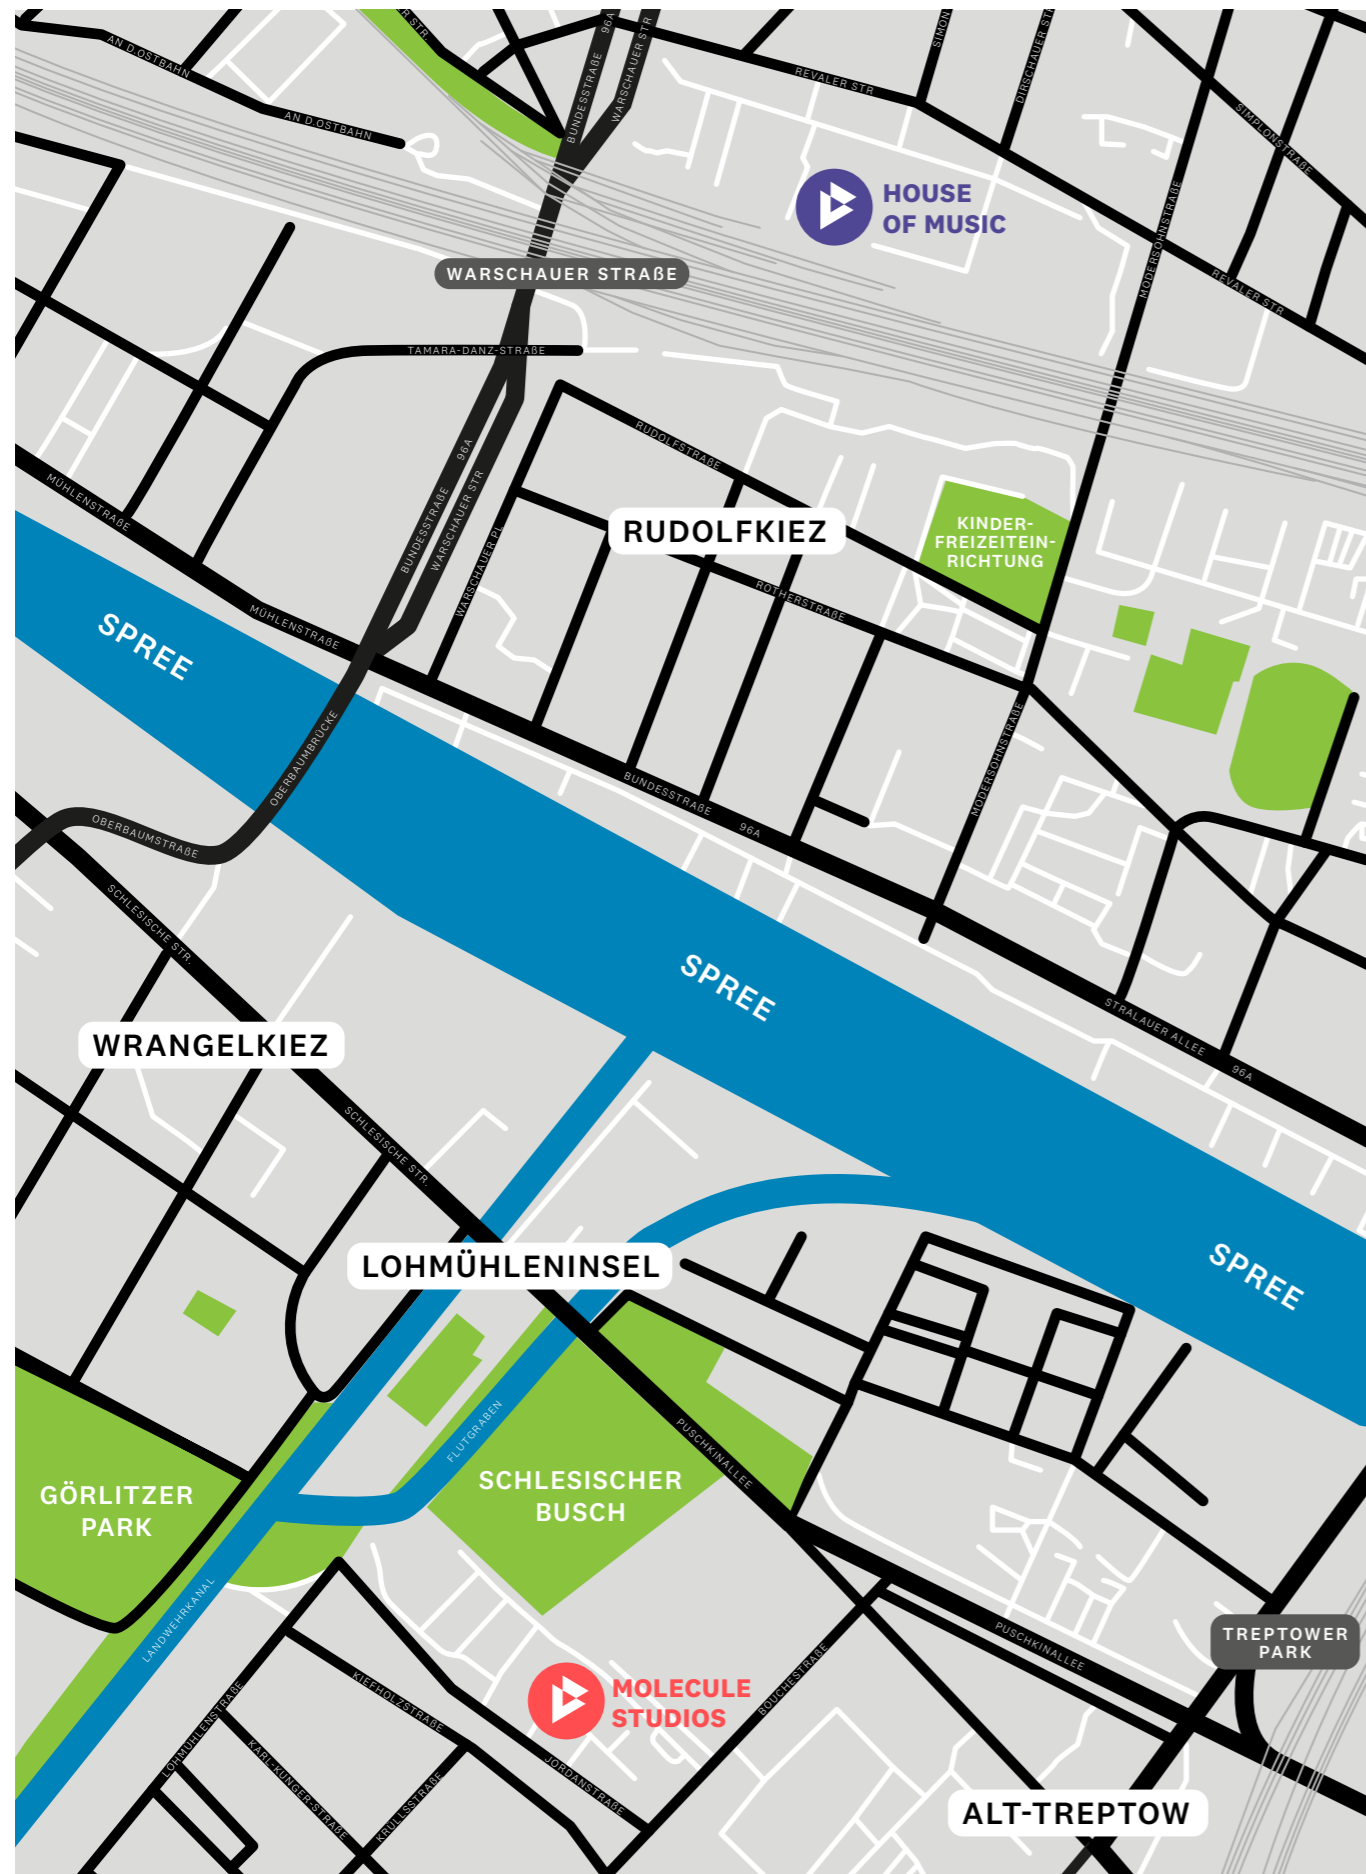 R STR.
96A
BUNDESSTRAßE
WARSCHAUER STR
SIMON
DIRSCHAUER STR
AN D.OSTBAHN
REVALER STR
AN D.OSTBAHN
SIMPLONSTRAßE
HOUSE
OF MUSIC
MODERSOHNSTRAßE
WARSCHAUER STRAßE
REVALER STR
TAMARA-DANZ-STRAßE
RUDOLFSTRAßE
MÜHLENSTRAßE
BUNDESSTRAßE 96A
WARSCHAUER STR
WARSCHAUER PL
RUDOLFKIEZ
KINDER-
FREIZEITEIN-
RICHTUNG
ROTHERSTRAßE
MÜHLENSTRAßE
SPREE
OBERBAUMBRÜCKE
MODERSOHNSTRAßE
BUNDESSTRAßE 96A
OBERBAUMSTRAßE
SCHLESISCHE STR.
SPREE
STRALAUER ALLEE 96A
WRANGELKIEZ
SCHLESISCHE STR.
LOHMÜHLENINSEL
SPREE
FLUTGRABEN
PUSCHKINALLEE
SCHLESISCHER
BUSCH
GÖRLITZER
PARK
LANDWEHRKANAL
PUSCHKINALLEE
TREPTOWER
PARK
BOUCHESTRAßE
KIEFHOLZSTRAßE
MOLECULE
STUDIOS
LOHMÜHLENSTRAßE
KARL-KUNGER-STRAßE
KRÜLLSSTRAßE
JORDANSTRAßE
ALT-TREPTOW